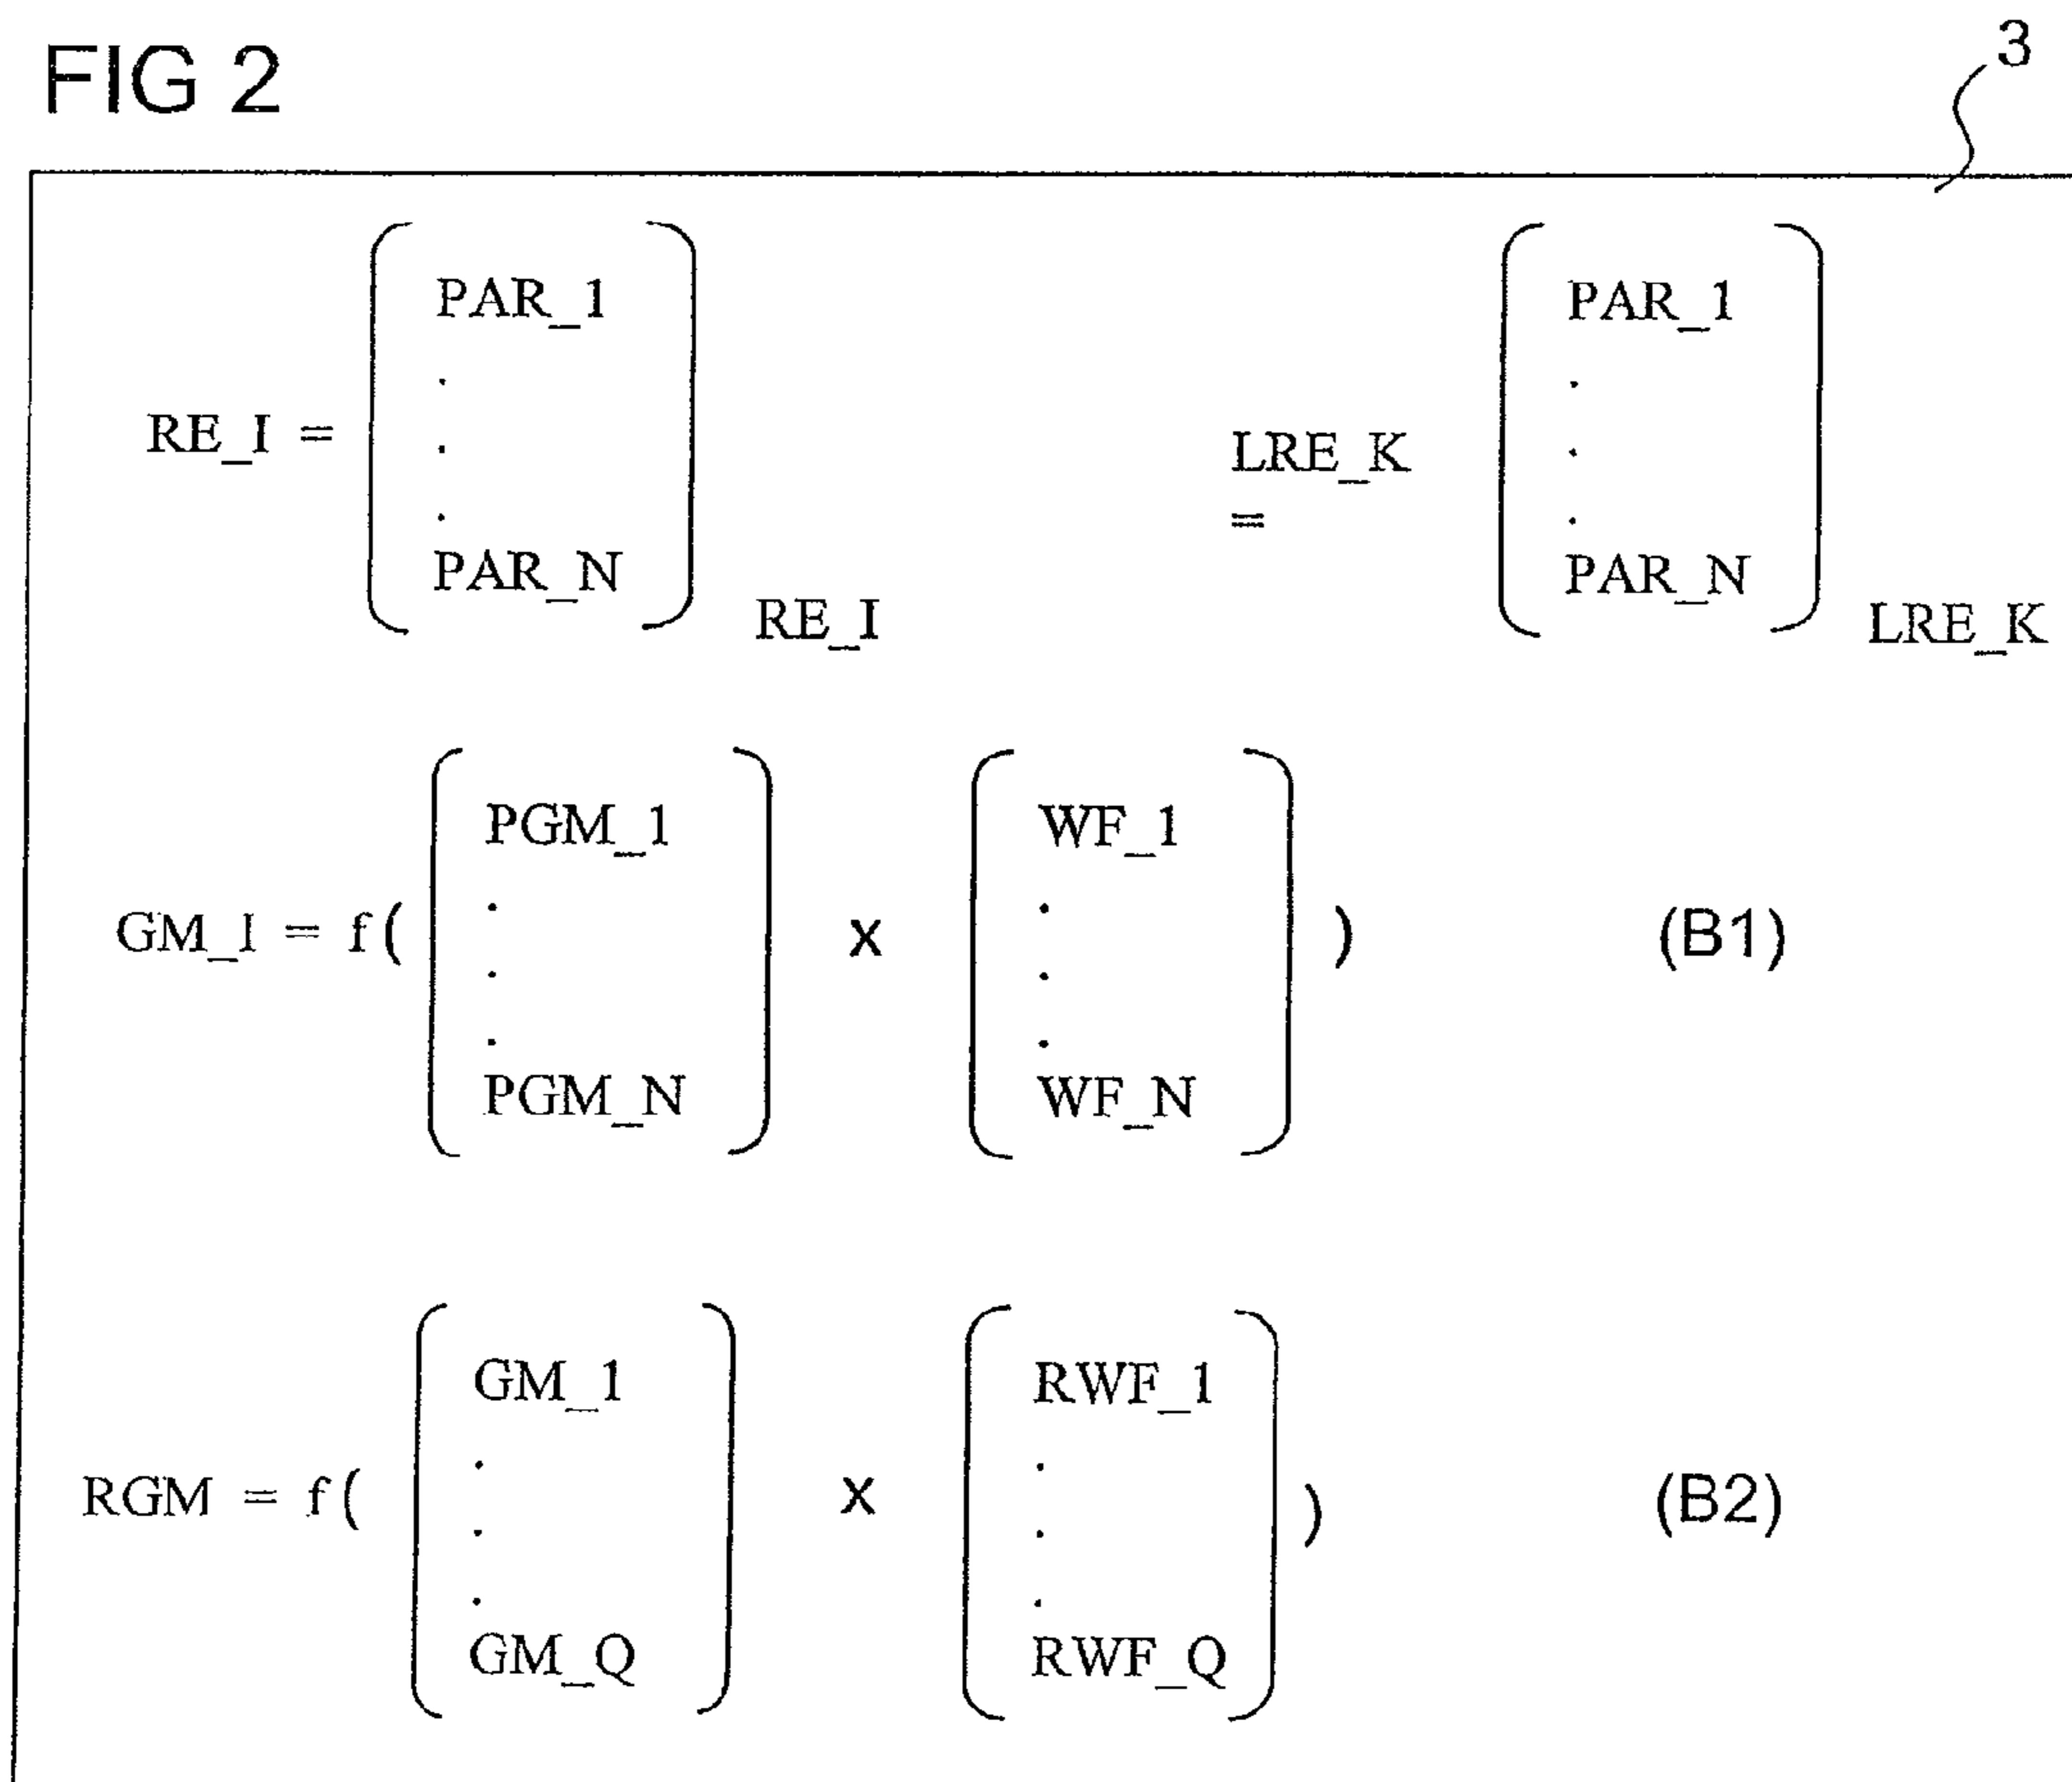 FIG 2
3
RE_I = ( PAR_1 . . . PAR_N ) RE_I
LRE_K = ( PAR_1 . . . PAR_N ) LRE_K
GM_I = f( ( PGM_1 . . . PGM_N ) x ( WF_1 . . . WF_N ) ) (B1)
RGM = f( ( GM_1 . . . GM_Q ) x ( RWF_1 . . . RWF_Q ) ) (B2)